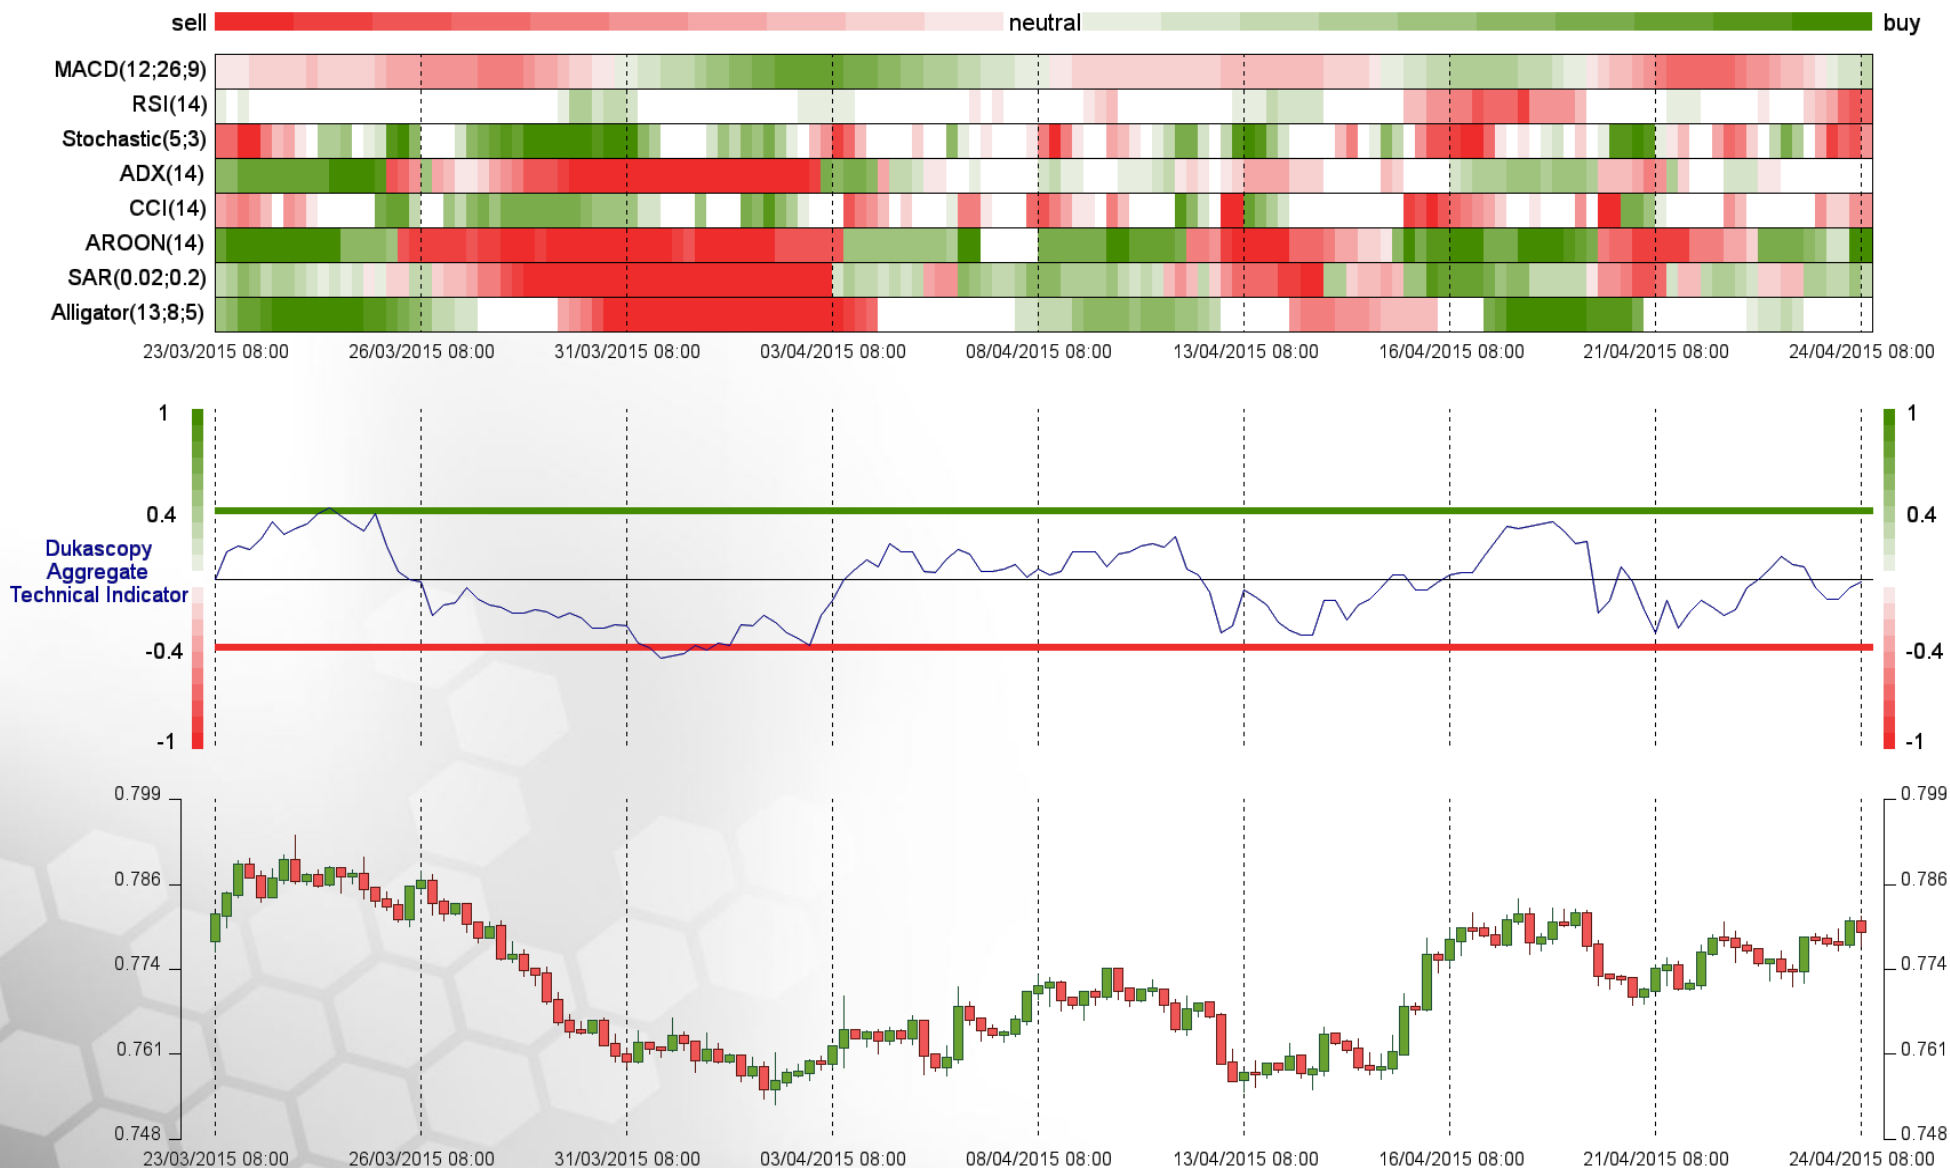 sell neutral buy
MACD(12;26;9)
RSI(14)
Stochastic(5;3)
ADX(14)
CCI(14)
AROON(14)
SAR(0.02;0.2)
Alligator(13;8;5)
23/03/2015 08:00 26/03/2015 08:00 31/03/2015 08:00 03/04/2015 08:00 08/04/2015 08:00 13/04/2015 08:00 16/04/2015 08:00 21/04/2015 08:00 24/04/2015 08:00
1 1
0.4 0.4
Dukascopy
Aggregate
Technical Indicator
-0.4 -0.4
-1 -1
0.799 0.799
0.786 0.786
0.774 0.774
0.761 0.761
0.748 0.748
23/03/2015 08:00 26/03/2015 08:00 31/03/2015 08:00 03/04/2015 08:00 08/04/2015 08:00 13/04/2015 08:00 16/04/2015 08:00 21/04/2015 08:00 24/04/2015 08:00